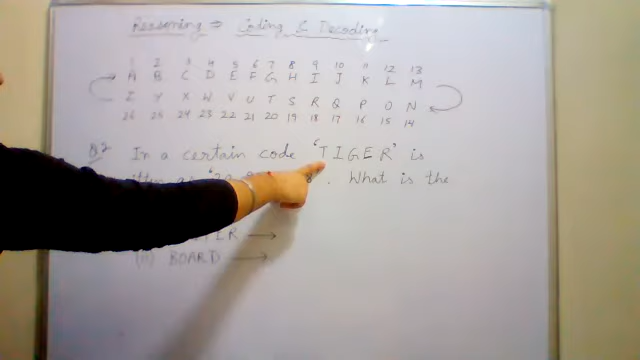 Reasoning ⇒ Coding & Decoding
1 2 3 4 5 6 7 8 9 10 11 12 13
A B C D E F G H I J K L M
Z Y X W V U T S R Q P O N
26 25 24 23 22 21 20 19 18 17 16 15 14
Q2 In a certain code 'TIGER' is
. What is the
(ii) BOARD →